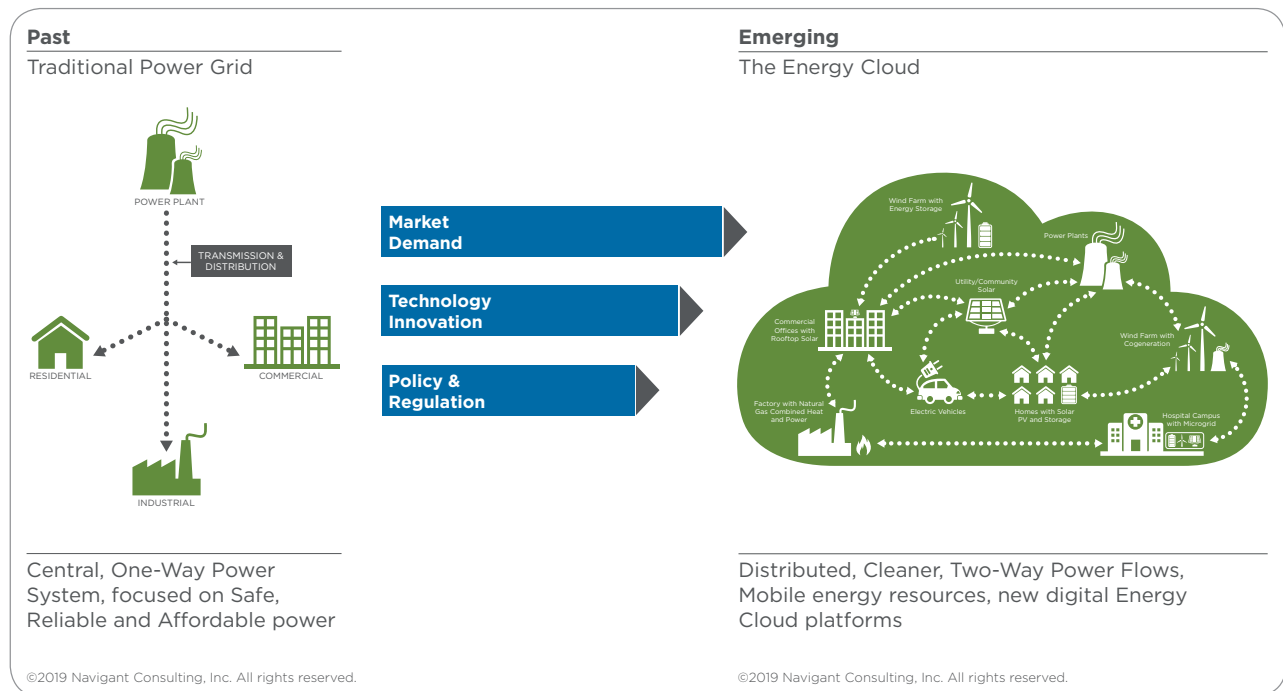 Past
Traditional Power Grid
POWER PLANT
TRANSMISSION &
DISTRIBUTION
RESIDENTIAL
COMMERCIAL
INDUSTRIAL
Central, One-Way Power
System, focused on Safe,
Reliable and Affordable power
©2019 Navigant Consulting, Inc. All rights reserved.
Market
Demand
Technology
Innovation
Policy &
Regulation
Emerging
The Energy Cloud
Wind Farm with
Energy Storage
Power Plants
Utility/Community
Solar
Commercial
Offices with
Rooftop Solar
Wind Farm with
Cogeneration
Factory with Natural
Gas Combined Heat
and Power
Electric Vehicles
Homes with Solar
PV and Storage
Hospital Campus
with Microgrid
Distributed, Cleaner, Two-Way Power Flows,
Mobile energy resources, new digital Energy
Cloud platforms
©2019 Navigant Consulting, Inc. All rights reserved.